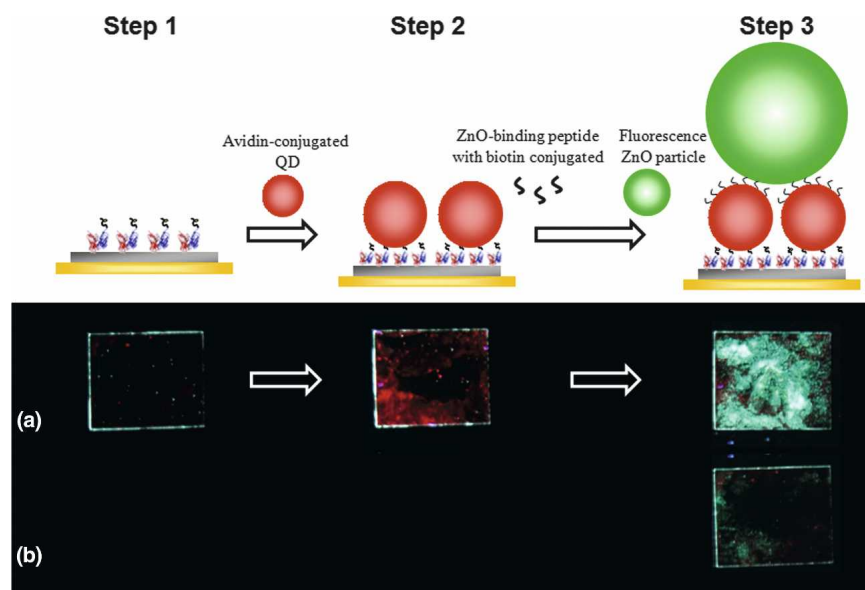 Step 1
Step 2
Step 3
Avidin-conjugated
QD
ZnO-binding peptide
with biotin conjugated
Fluorescence
ZnO particle
(a)
(b)